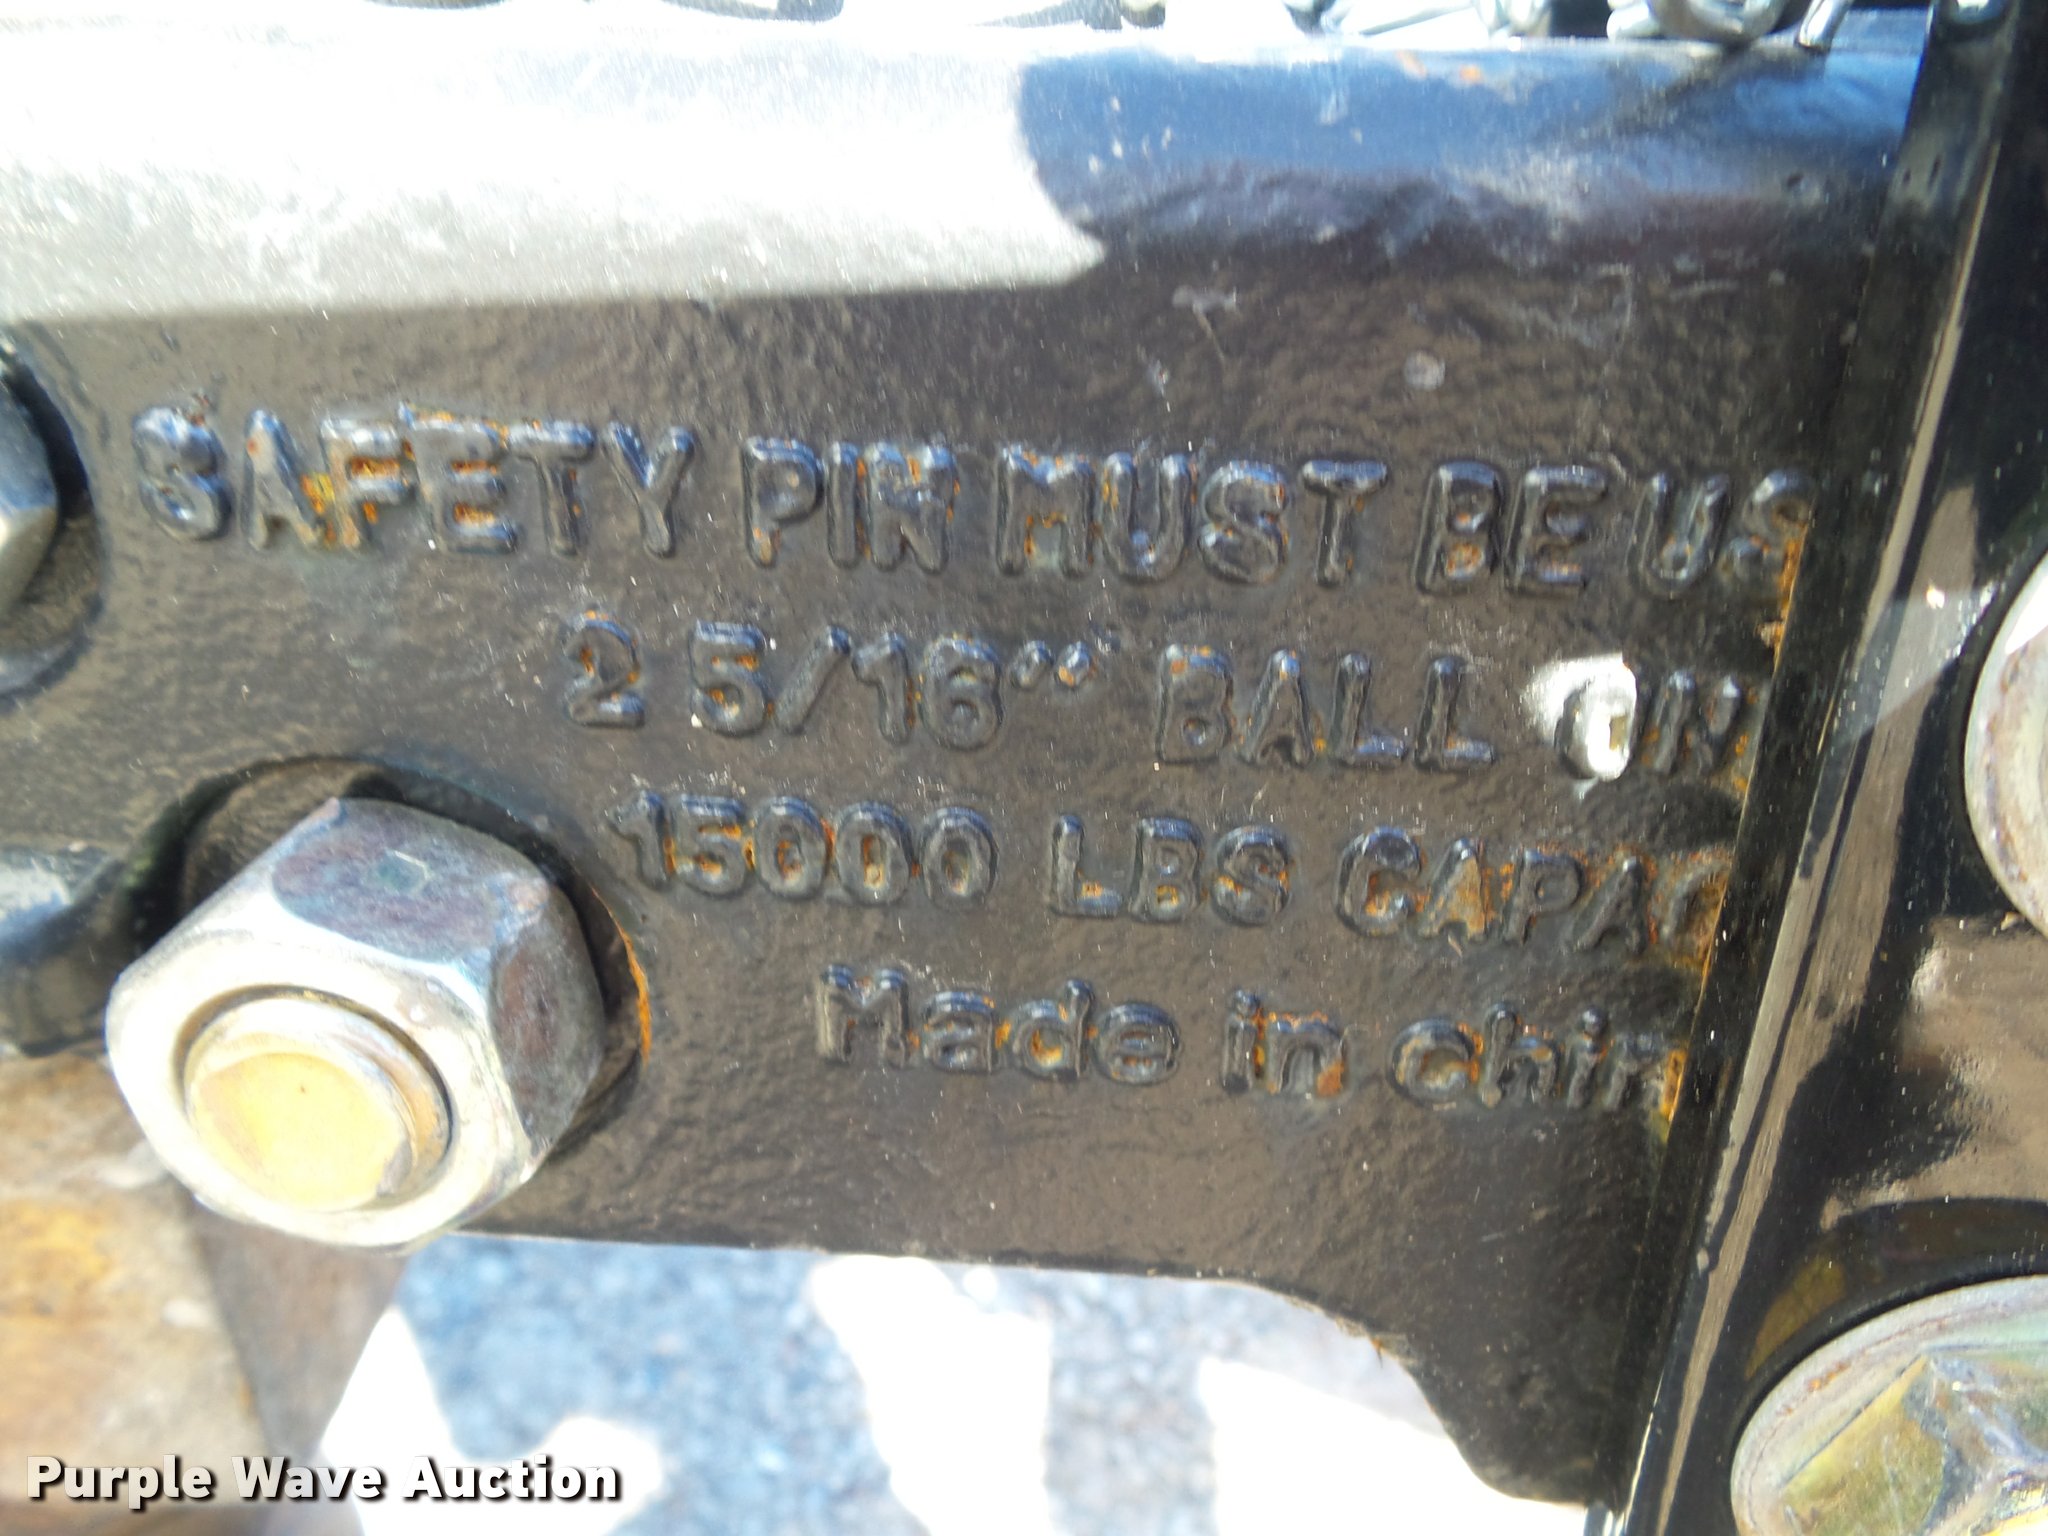 SAFETY PIN MUST BE US
2 5/16" BALL ON
15000 LBS CAPAC
Made in chin
Purple Wave Auction